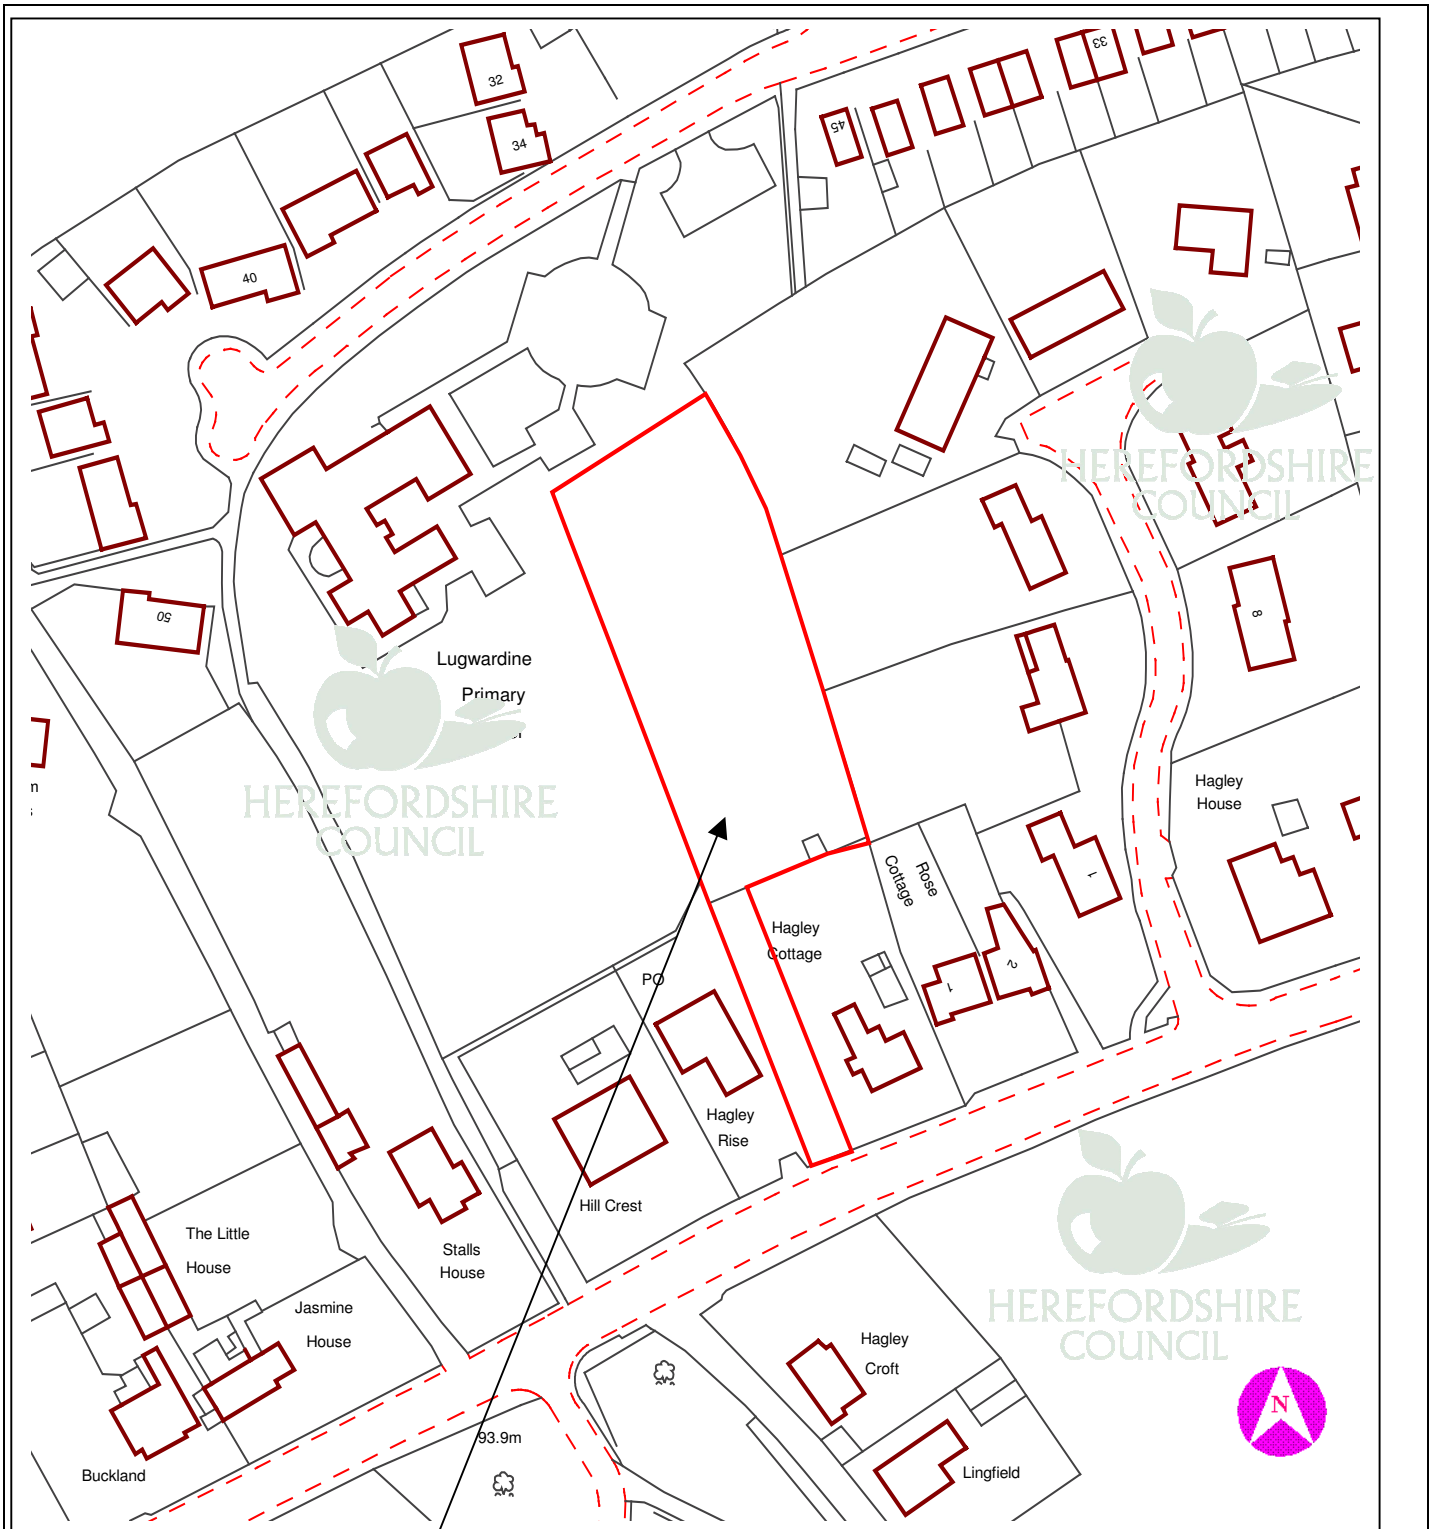 33
32
45
34
40
HEREFORDSHIRE
COUNCIL
50
8
Lugwardine
Primary
HEREFORDSHIRE
COUNCIL
Hagley
House
Rose
Cottage
1
Hagley
Cottage
2
1
PO
Hagley
Rise
Hill Crest
The Little
House
Stalls
House
Jasmine
House
HEREFORDSHIRE
COUNCIL
Hagley
Croft
N
93.9m
Buckland
Lingfield